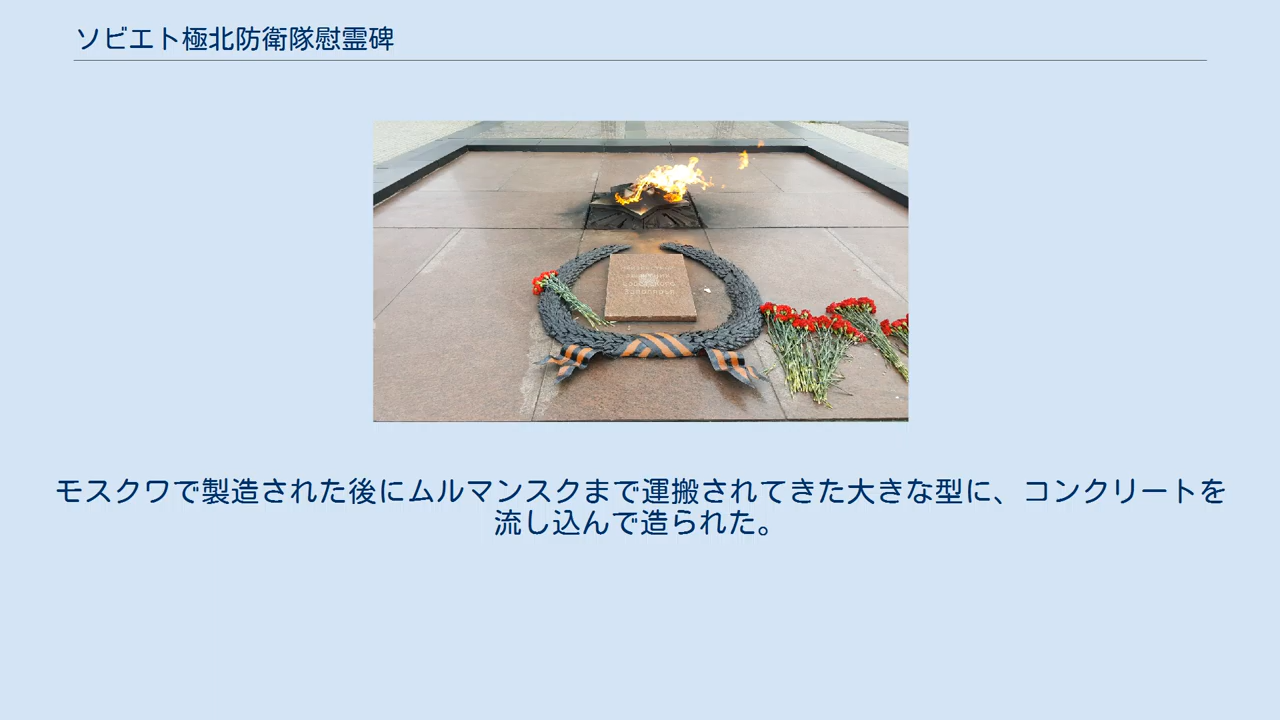 ソビエト極北防衛隊慰霊碑
モスクワで製造された後にムルマンスクまで運搬されてきた大きな型に、コンクリートを
流し込んで造られた。